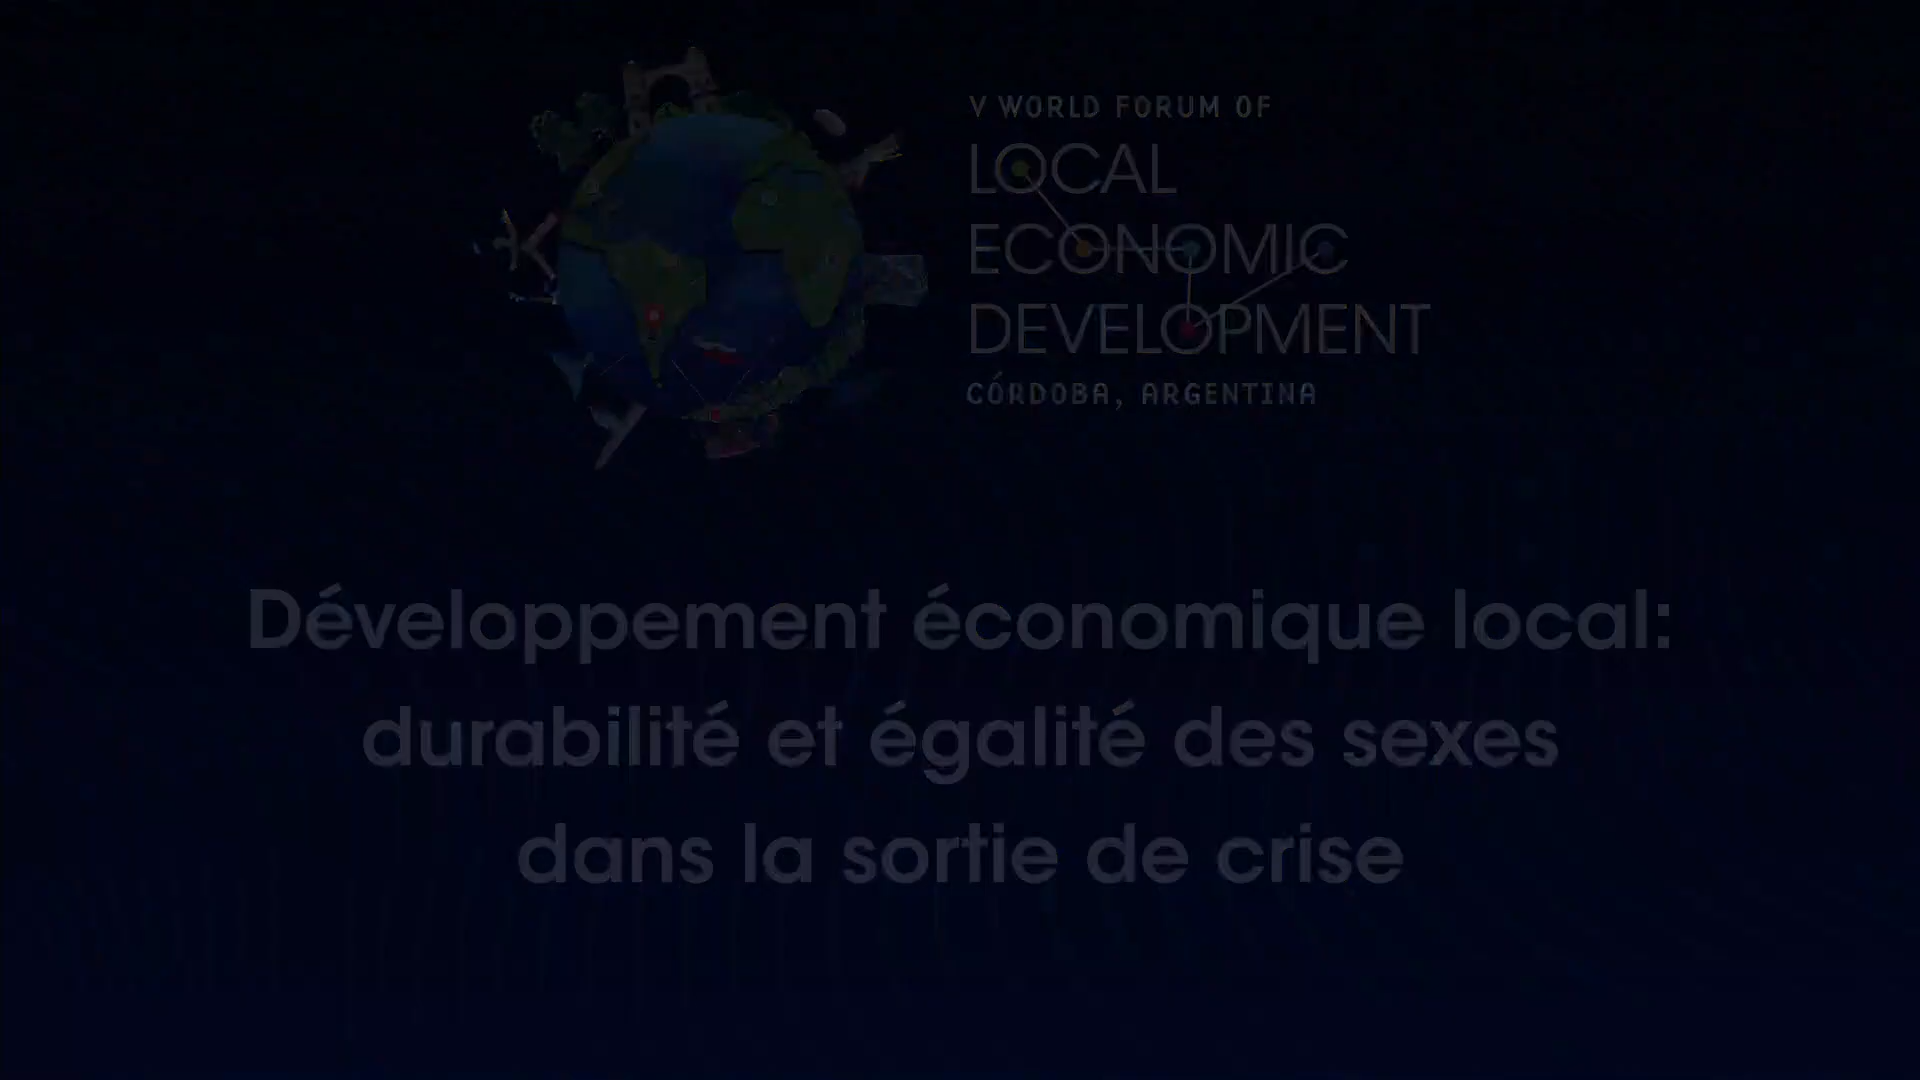 V WORLD FORUM OF
LOCAL
ECONOMIC
DEVELOPMENT
CÓRDOBA, ARGENTINA
Développement économique local:
durabilité et égalité des sexes
dans la sortie de crise